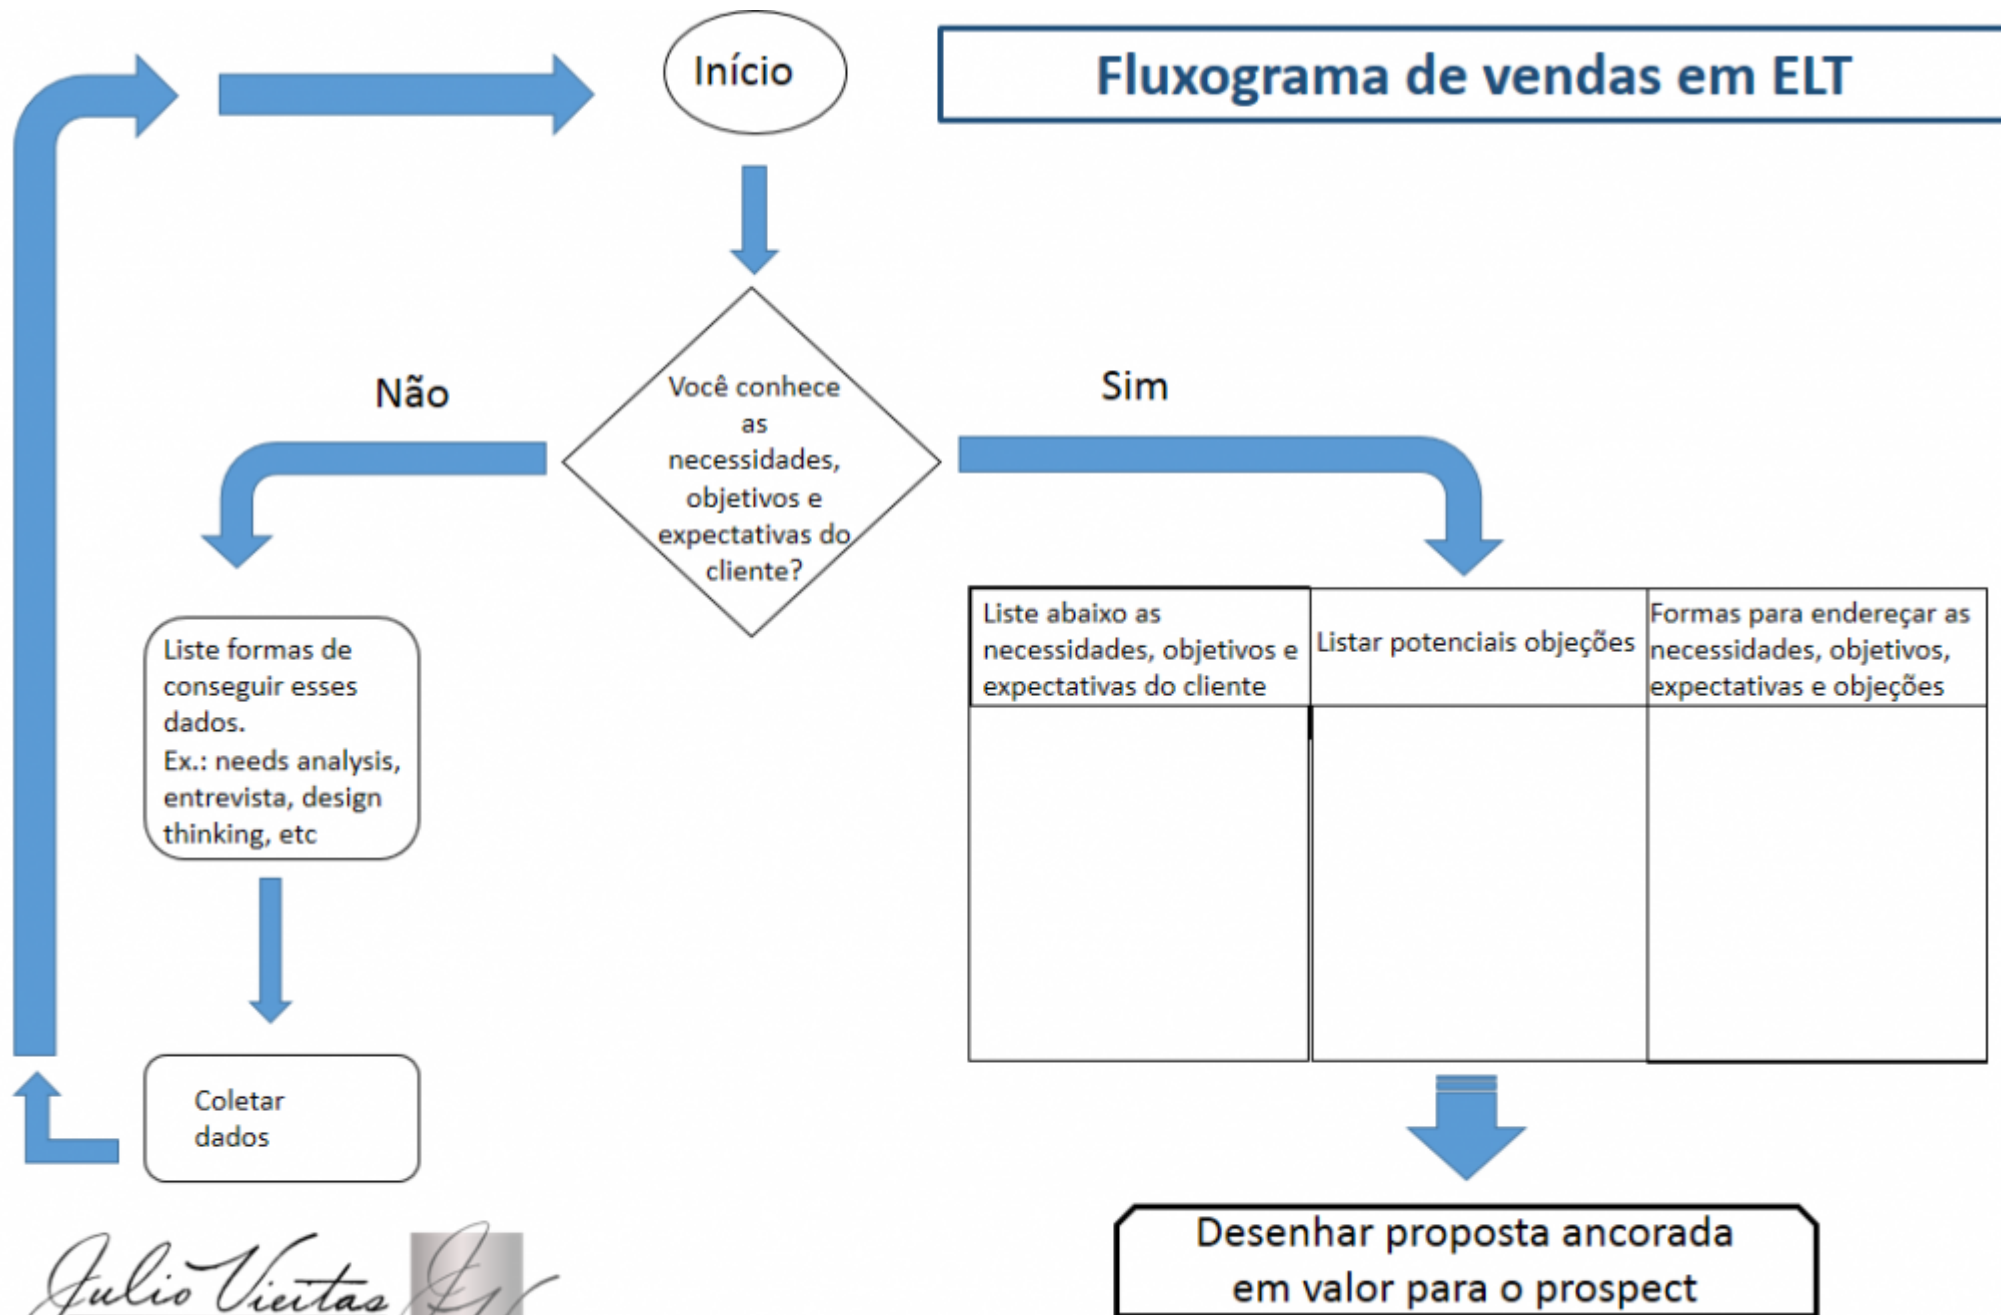 Início
Fluxograma de vendas em ELT
Não
Sim
Você conhece
as
necessidades,
objetivos e
expectativas do
cliente?
Liste formas de
conseguir esses
dados.
Ex.: needs analysis,
entrevista, design
thinking, etc
Coletar
dados
Liste abaixo as
necessidades, objetivos e
expectativas do cliente
Listar potenciais objeções
Formas para endereçar as
necessidades, objetivos,
expectativas e objeções
Desenhar proposta ancorada
em valor para o prospect
Julio Vieitas